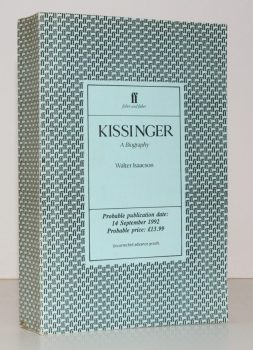 ff
faber and faber
KISSINGER
A Biography
Walter Isaacson
Probable publication date:
14 September 1992
Probable price: £13.99
Uncorrected advance proofs